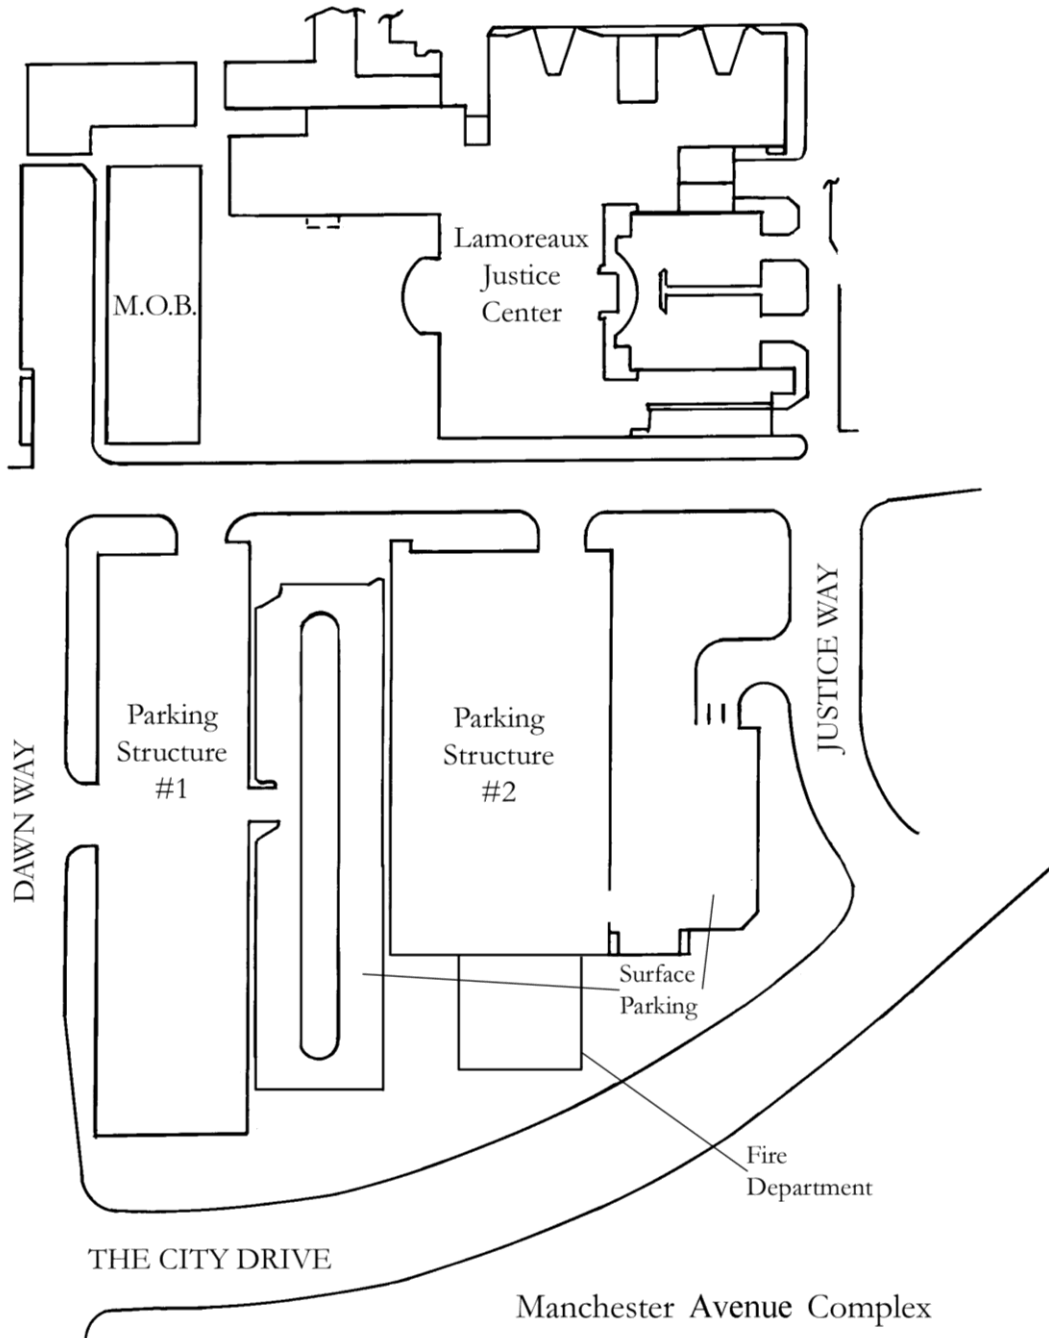 Lamoreaux
Justice
Center
M.O.B.
JUSTICE WAY
Parking
Structure
#1
Parking
Structure
#2
DAWN WAY
Surface
Parking
Fire
Department
THE CITY DRIVE
Manchester Avenue Complex